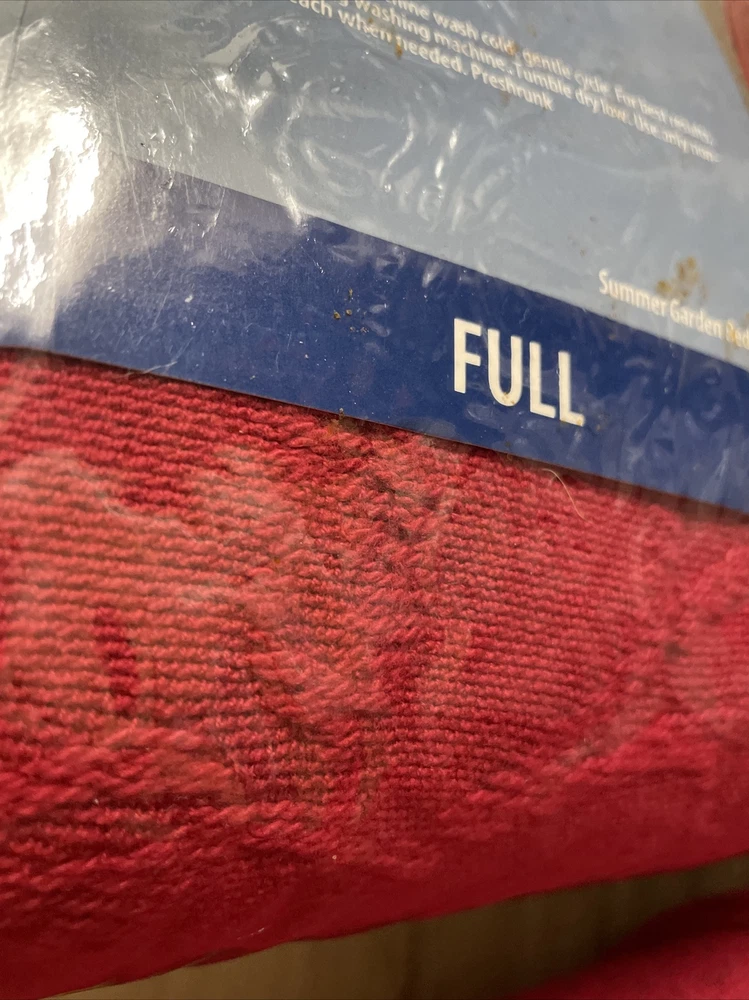 wash cold, gentle cycle. For best results,
washing machine. Tumble dry low. Use any non-
each when needed. Preshrunk
Summer Garden
FULL